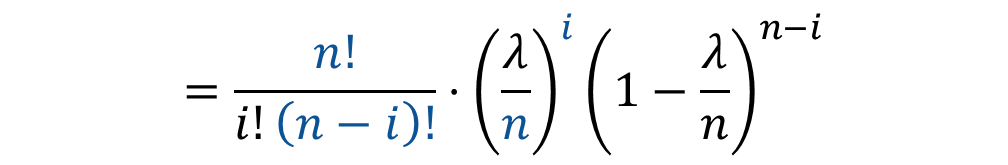 = n! / i! (n − i)! · (λ / n)^i (1 − λ / n)^{n−i}